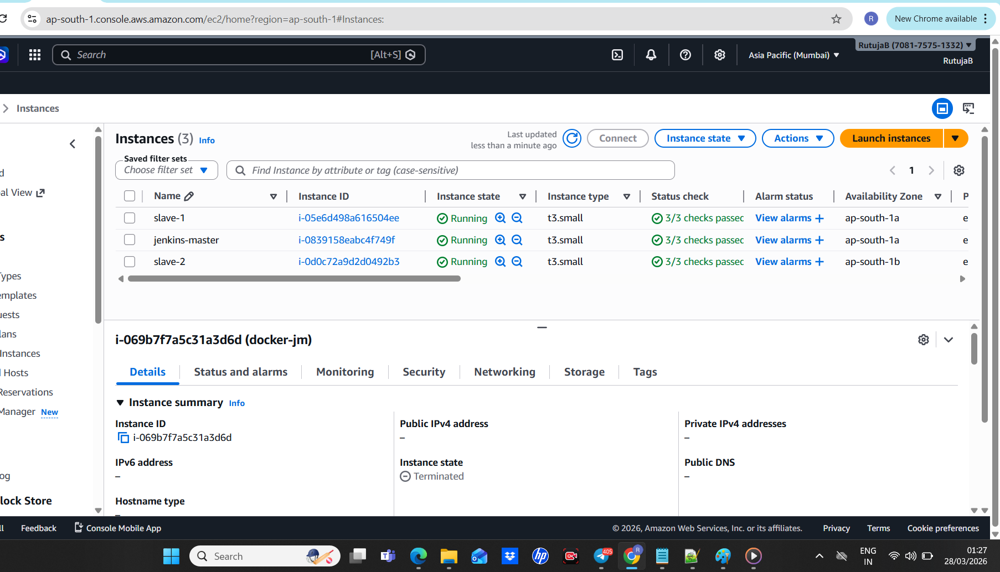 ap-south-1.console.aws.amazon.com/ec2/home?region=ap-south-1#Instances:
R
New Chrome available
Search
[Alt+S]
Asia Pacific (Mumbai)
RutujaB (7081-7575-1332)
RutujaB
Instances
Instances (3) Info
Last updated
less than a minute ago
Connect
Instance state
Actions
Launch instances
Saved filter sets
Choose filter set
Find Instance by attribute or tag (case-sensitive)
1
Name Instance ID Instance state Instance type Status check Alarm status Availability Zone P
slave-1 i-05e6d498a616504ee Running t3.small 3/3 checks passed View alarms + ap-south-1a e
jenkins-master i-0839158eabc4f749f Running t3.small 3/3 checks passed View alarms + ap-south-1a e
slave-2 i-0d0c72a9d2d0492b3 Running t3.small 3/3 checks passed View alarms + ap-south-1b e
d
al View
s
Types
emplates
uests
lans
Instances
d Hosts
Reservations
Manager New
og
lock Store
i-069b7f7a5c31a3d6d (docker-jm)
Details
Status and alarms
Monitoring
Security
Networking
Storage
Tags
Instance summary Info
Instance ID
i-069b7f7a5c31a3d6d
Public IPv4 address
–
Private IPv4 addresses
–
IPv6 address
–
Instance state
Terminated
Public DNS
–
Hostname type
–
ll
Feedback
Console Mobile App
© 2026, Amazon Web Services, Inc. or its affiliates.
Privacy
Terms
Cookie preferences
Search
405
R
ENG
IN
01:27
28/03/2026